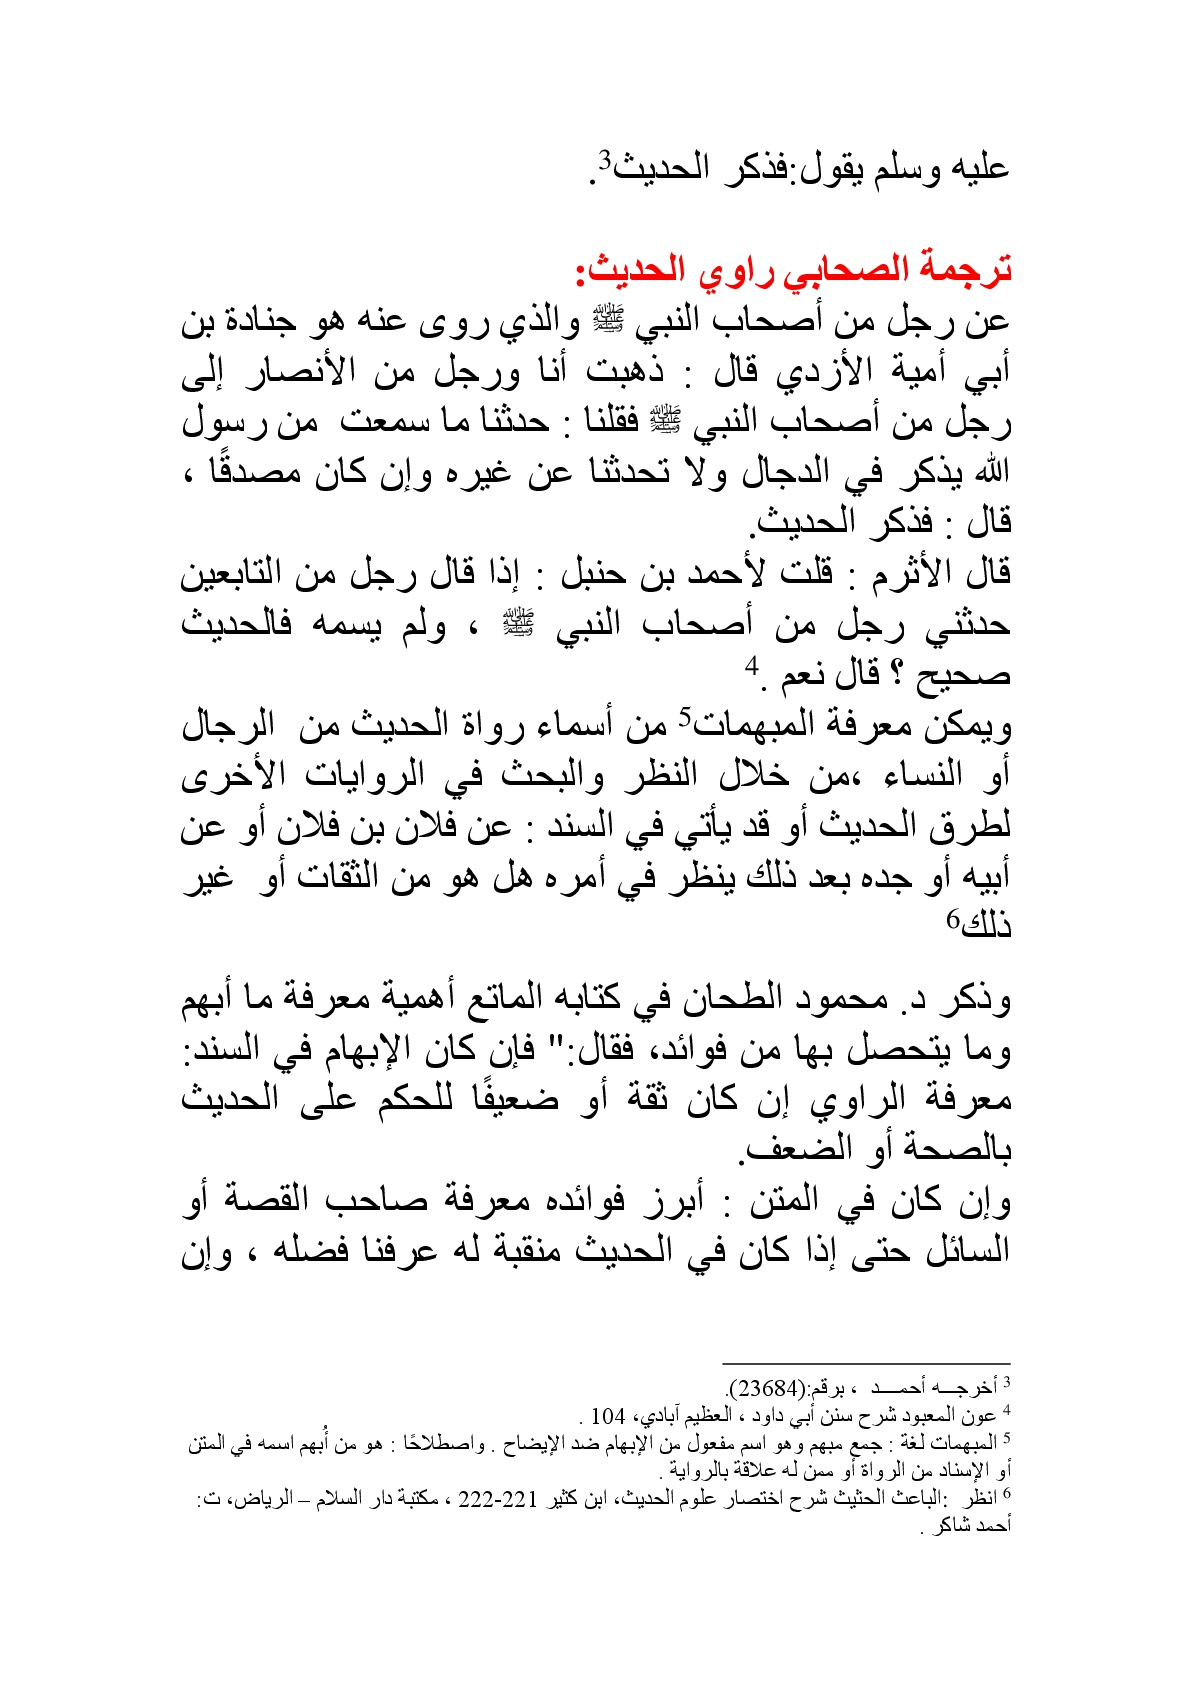 عليه وسلم يقول:فذكر الحديث3.
ترجمة الصحابي راوي الحديث:
عن رجل من أصحاب النبي ﷺ والذي روى عنه هو جنادة بن
أبي أمية الأزدي قال : ذهبت أنا ورجل من الأنصار إلى
رجل من أصحاب النبي ﷺ فقلنا : حدثنا ما سمعت من رسول
الله يذكر في الدجال ولا تحدثنا عن غيره وإن كان مصدقًا ،
قال : فذكر الحديث.
قال الأثرم : قلت لأحمد بن حنبل : إذا قال رجل من التابعين
حدثني رجل من أصحاب النبي ﷺ ، ولم يسمه فالحديث
صحيح ؟ قال نعم .4
ويمكن معرفة المبهمات5 من أسماء رواة الحديث من الرجال
أو النساء ،من خلال النظر والبحث في الروايات الأخرى
لطرق الحديث أو قد يأتي في السند : عن فلان بن فلان أو عن
أبيه أو جده بعد ذلك ينظر في أمره هل هو من الثقات أو غير
ذلك6
وذكر د. محمود الطحان في كتابه الماتع أهمية معرفة ما أبهم
وما يتحصل بها من فوائد، فقال:" فإن كان الإبهام في السند:
معرفة الراوي إن كان ثقة أو ضعيفًا للحكم على الحديث
بالصحة أو الضعف.
وإن كان في المتن : أبرز فوائده معرفة صاحب القصة أو
السائل حتى إذا كان في الحديث منقبة له عرفنا فضله ، وإن
3 أخرجـــه أحمـــد ، برقم:(23684).
4 عون المعبود شرح سنن أبي داود ، العظيم آبادي، 104 .
5 المبهمات لغة : جمع مبهم وهو اسم مفعول من الإبهام ضد الإيضاح . واصطلاحًا : هو من أُبهم اسمه في المتن
أو الإسناد من الرواة أو ممن له علاقة بالرواية .
6 انظر :الباعث الحثيث شرح اختصار علوم الحديث، ابن كثير 221-222 ، مكتبة دار السلام – الرياض، ت:
أحمد شاكر .